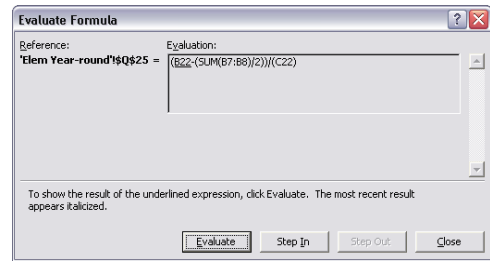 Evaluate Formula
Reference:
Evaluation:
'Elem Year-round'!$Q$25 =
(B22-(SUM(B7:B8)/2))/(C22)
To show the result of the underlined expression, click Evaluate. The most recent result
appears italicized.
Evaluate
Step In
Step Out
Close